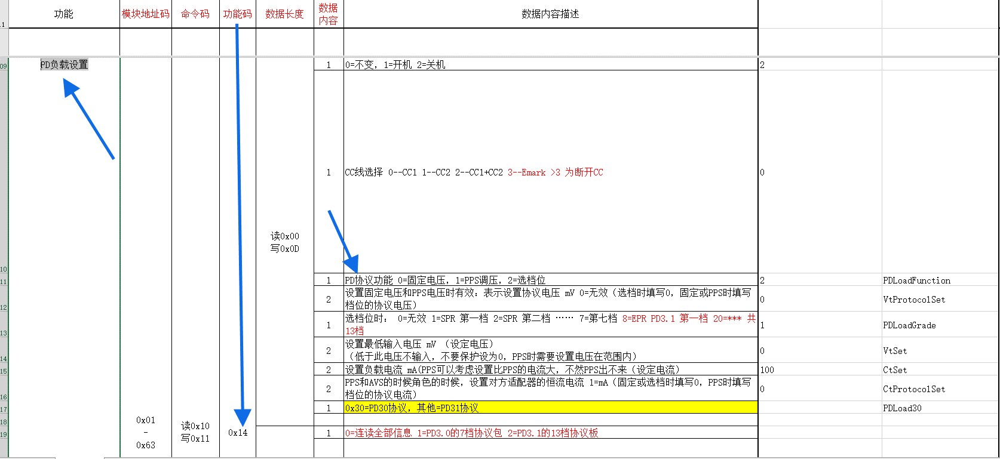 功能
模块地址码
命令码
功能码
数据长度
数据
内容
数据内容描述
11
09
PD负载设置
1
0=不变，1=开机 2=关机
2
1
CC线选择 0--CC1 1--CC2 2--CC1+CC2 3--Emark >3 为断开CC
0
读0x00
写0x0D
10
11
1
PD协议功能 0=固定电压，1=PPS调压，2=选档位
2
PDLoadFunction
12
2
设置固定电压和PPS电压时有效：表示设置协议电压 mV 0=无效（选档时填写0，固定或PPS时填写
档位的协议电压）
0
VtProtocolSet
13
1
选档位时： 0=无效 1=SPR 第一档 2=SPR 第二档 …… 7=第七档 8=EPR PD3.1 第一档 20=*** 共
13档
1
PDLoadGrade
14
2
设置最低输入电压 mV （设定电压）
（低于此电压不输入，不要保护设为0，PPS时需要设置电压在范围内）
0
VtSet
15
2
设置负载电流 mA(PPS可以考虑设置比PPS的电流大，不然PPS出不来（设定电流）
100
CtSet
16
2
PPS和AVS的时候角色的时候，设置对方适配器的恒流电流 1=mA（固定或选档时填写0，PPS时填写
档位的协议电流）
0
CtProtocolSet
17
1
0x30=PD30协议，其他=PD31协议
PDLoad30
18
0x01
-
0x63
读0x10
写0x11
0x14
19
1
0=连读全部信息 1=PD3.0的7档协议包 2=PD3.1的13档协议板